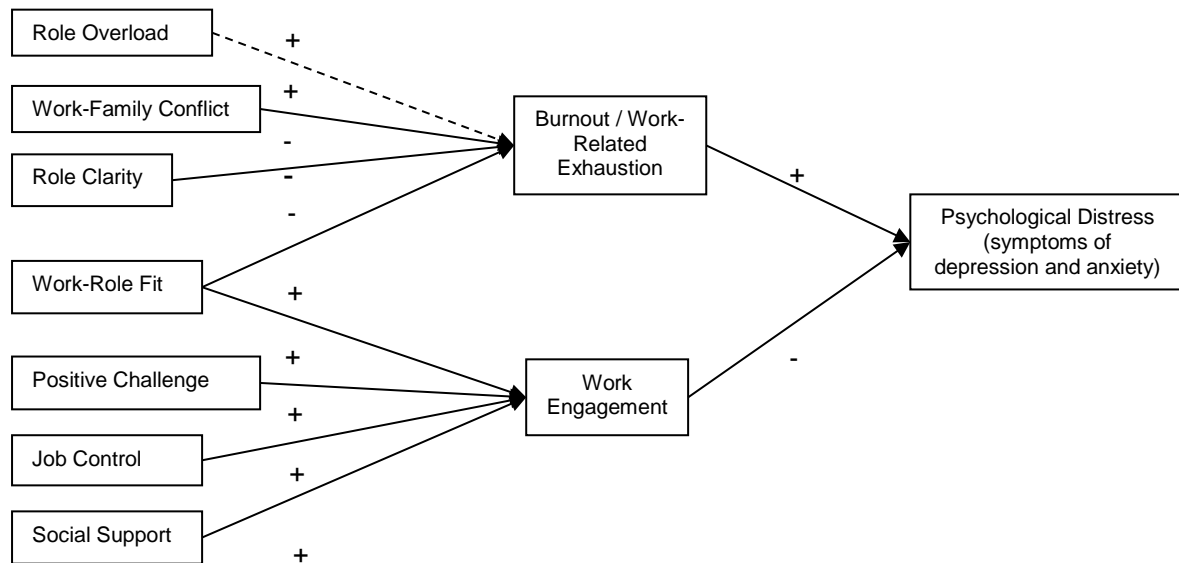 Role Overload
+
Work-Family Conflict
+
Burnout / Work-
Related
Exhaustion
-
Role Clarity
-
+
-
Psychological Distress
(symptoms of
depression and anxiety)
Work-Role Fit
+
Positive Challenge
+
Work
Engagement
-
+
Job Control
+
Social Support
+